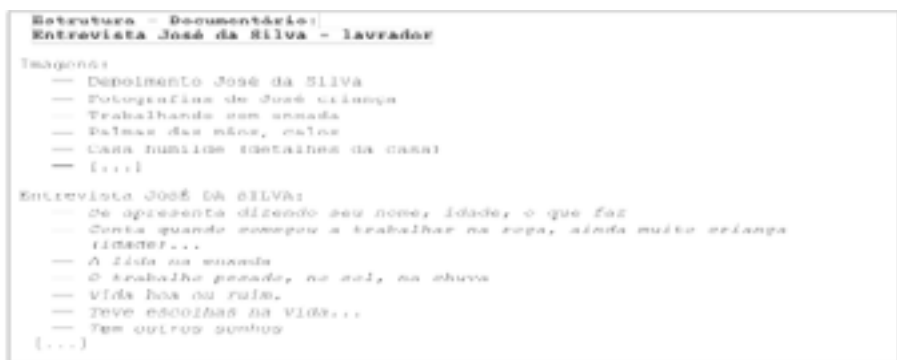 Estrutura - Documentário:
Entrevista José da Silva - lavrador
Imagens:
— Depoimento José da Silva
— Fotografias de José criança
— Trabalhando com enxada
— Palmas das mãos, calos
— Casa humilde (detalhes da casa)
— [...]
Entrevista JOSÉ DA SILVA:
— Se apresenta dizendo seu nome, idade, o que faz
— Conta quando começou a trabalhar na roça, ainda muito criança
(idade)...
— A lida na enxada
— O trabalho pesado, no sol, na chuva
— Vida boa ou ruim.
— Teve escolhas na vida...
— Tem outros sonhos
[...]